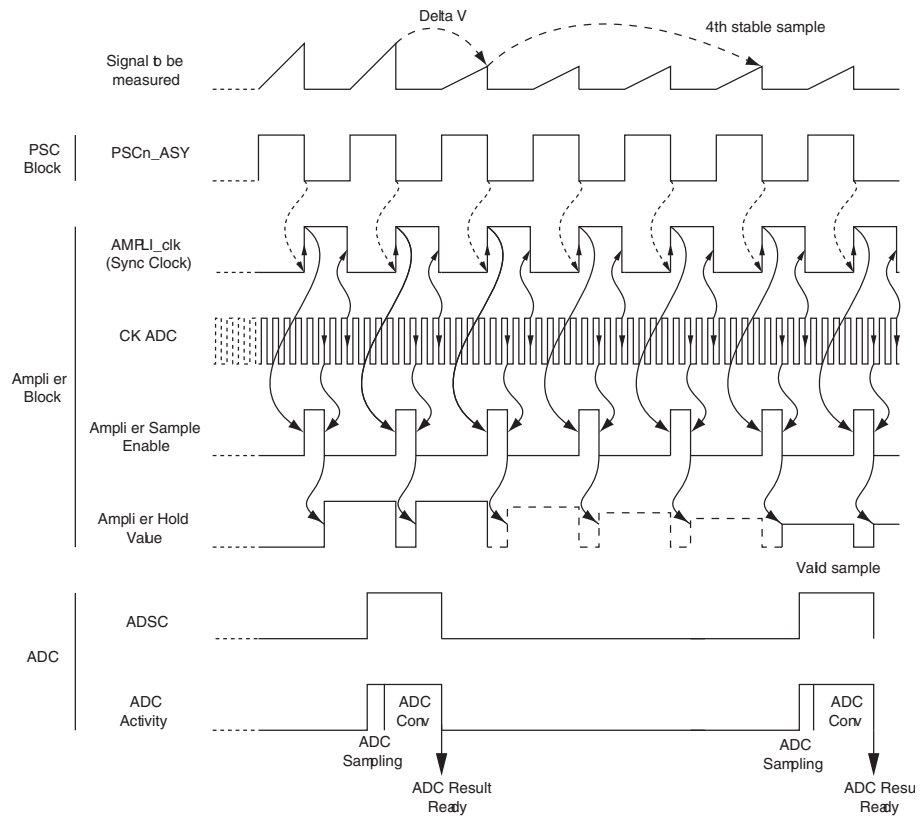 Delta V
4th stable sample
Signal to be
measured
PSC
Block
PSCn_ASY
AMPLI_clk
(Sync Clock)
CK ADC
Ampli er
Block
Ampli er Sample
Enable
Ampli er Hold
Value
Valid sample
ADSC
ADC
ADC
Activity
ADC
Conv
ADC
Sampling
ADC Result
Ready
ADC
Conv
ADC
Sampling
ADC Resu
Ready